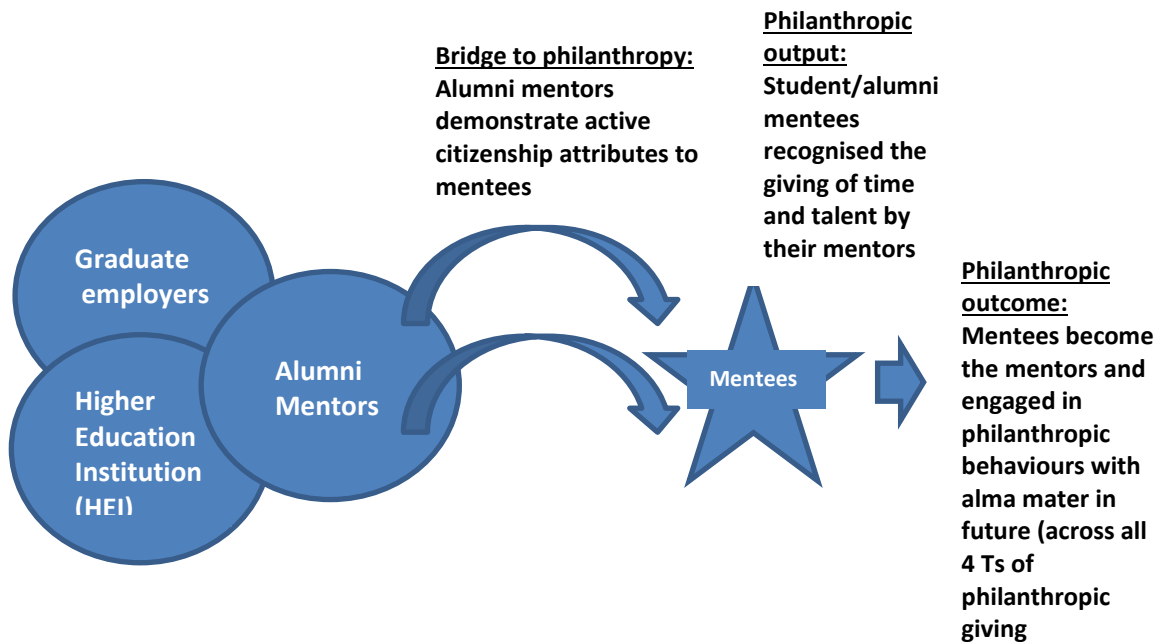 Graduate
employers
Higher
Education
Institution
(HEI)
Alumni
Mentors
Bridge to philanthropy:
Alumni mentors
demonstrate active
citizenship attributes to
mentees
Philanthropic
output:
Student/alumni
mentees
recognised the
giving of time
and talent by
their mentors
Mentees
Philanthropic
outcome:
Mentees become
the mentors and
engaged in
philanthropic
behaviours with
alma mater in
future (across all
4 Ts of
philanthropic
giving